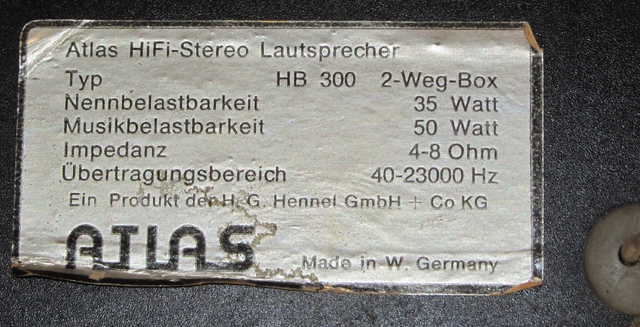 Atlas HiFi-Stereo Lautsprecher
Typ HB 300 2-Weg-Box
Nennbelastbarkeit 35 Watt
Musikbelastbarkeit 50 Watt
Impedanz 4-8 Ohm
Übertragungsbereich 40-23000 Hz
Ein Produkt der H. G. Hennel GmbH + Co KG
ATLAS
Made in W. Germany